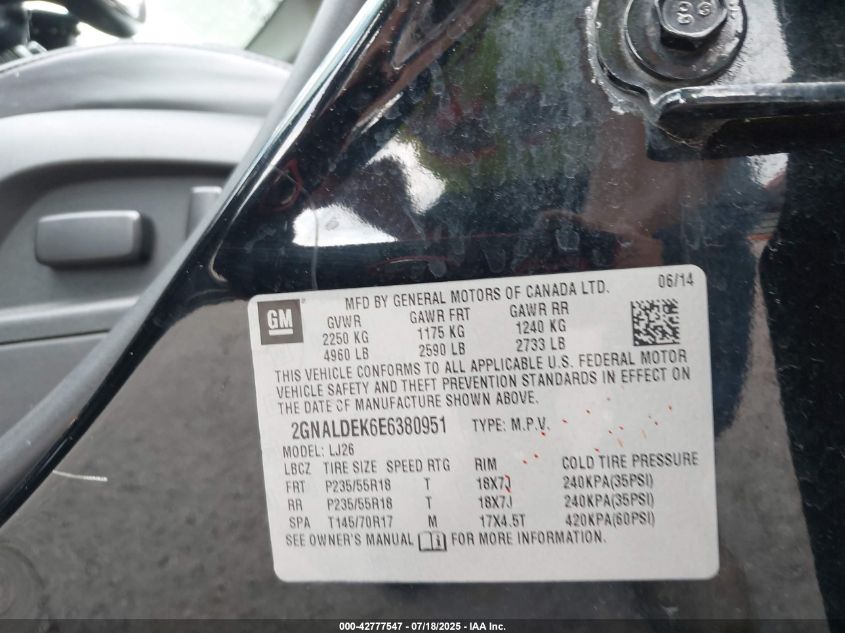 06/14
MFD BY GENERAL MOTORS OF CANADA LTD.
GM
GVWR GAWR FRT GAWR RR
2250 KG 1175 KG 1240 KG
4960 LB 2590 LB 2733 LB
THIS VEHICLE CONFORMS TO ALL APPLICABLE U.S. FEDERAL MOTOR
VEHICLE SAFETY AND THEFT PREVENTION STANDARDS IN EFFECT ON
THE DATE OF MANUFACTURE SHOWN ABOVE.
2GNALDEK6E6380951 TYPE: M.P.V.
MODEL: LJ26
LBCZ TIRE SIZE SPEED RTG RIM COLD TIRE PRESSURE
FRT P235/55R18 T 18X7J 240KPA(35PSI)
RR P235/55R18 T 18X7J 240KPA(35PSI)
SPA T145/70R17 M 17X4.5T 420KPA(60PSI)
SEE OWNER'S MANUAL FOR MORE INFORMATION.
000-42777547 - 07/18/2025 - IAA Inc.